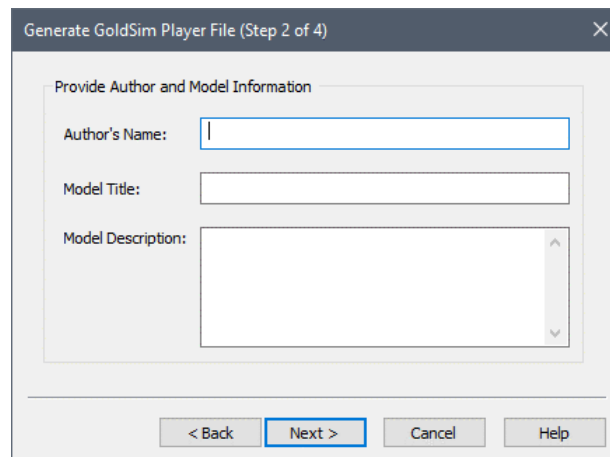 Generate GoldSim Player File (Step 2 of 4)
Provide Author and Model Information
Author's Name:
Model Title:
Model Description:
< Back Next > Cancel Help